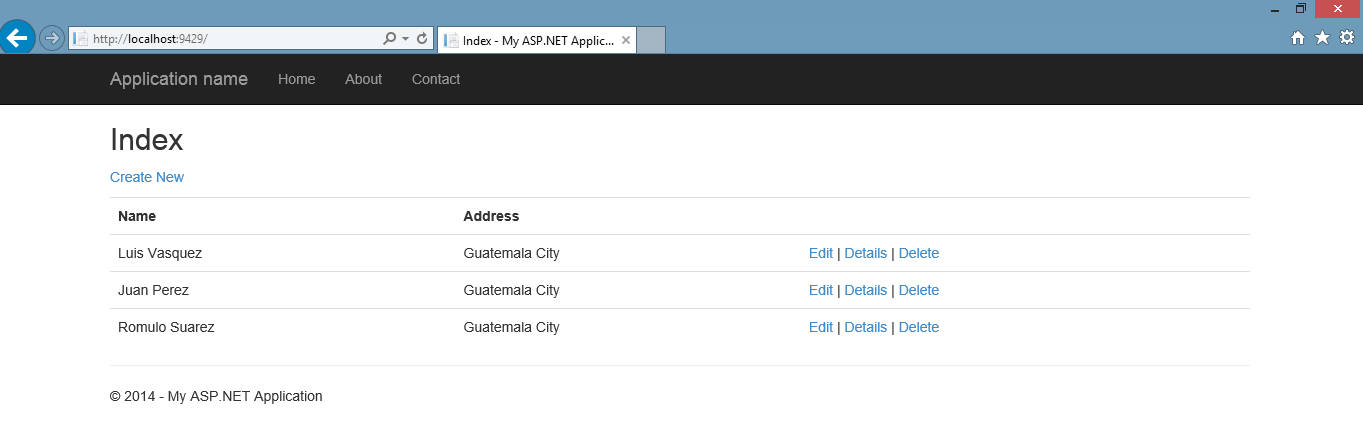 http://localhost:9429/
Index - My ASP.NET Applic...
Application name Home About Contact
Index
Create New
Name Address
Luis Vasquez Guatemala City Edit | Details | Delete
Juan Perez Guatemala City Edit | Details | Delete
Romulo Suarez Guatemala City Edit | Details | Delete
© 2014 - My ASP.NET Application